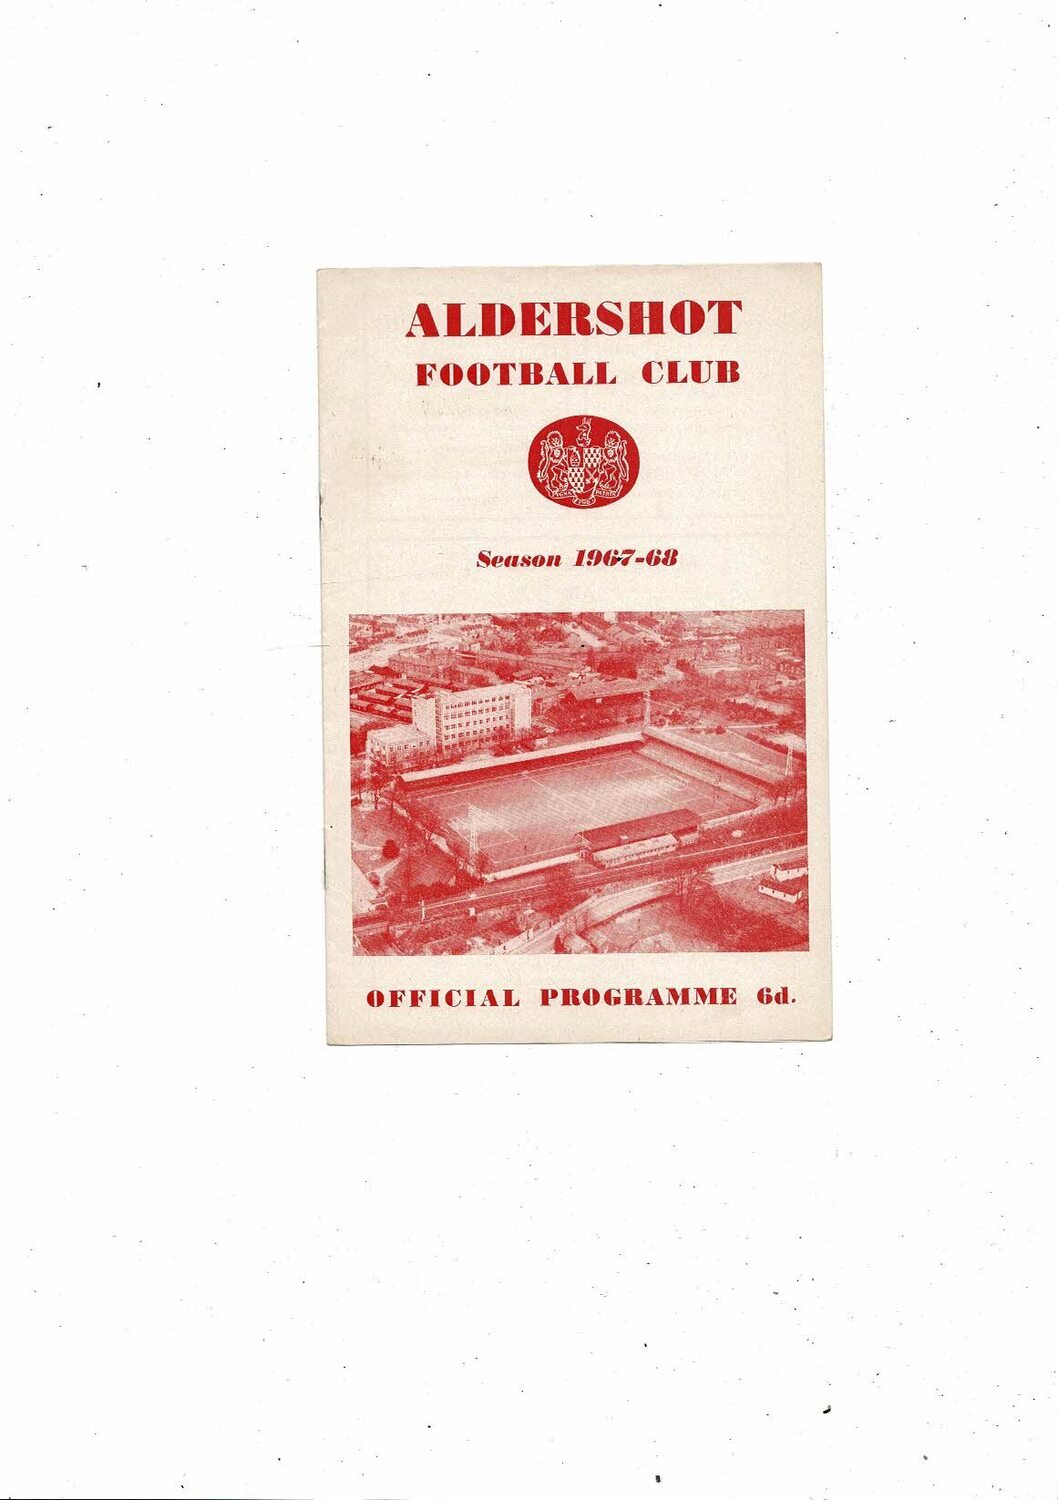 ALDERSHOT
FOOTBALL CLUB
Season 1967-68
OFFICIAL PROGRAMME 6d.